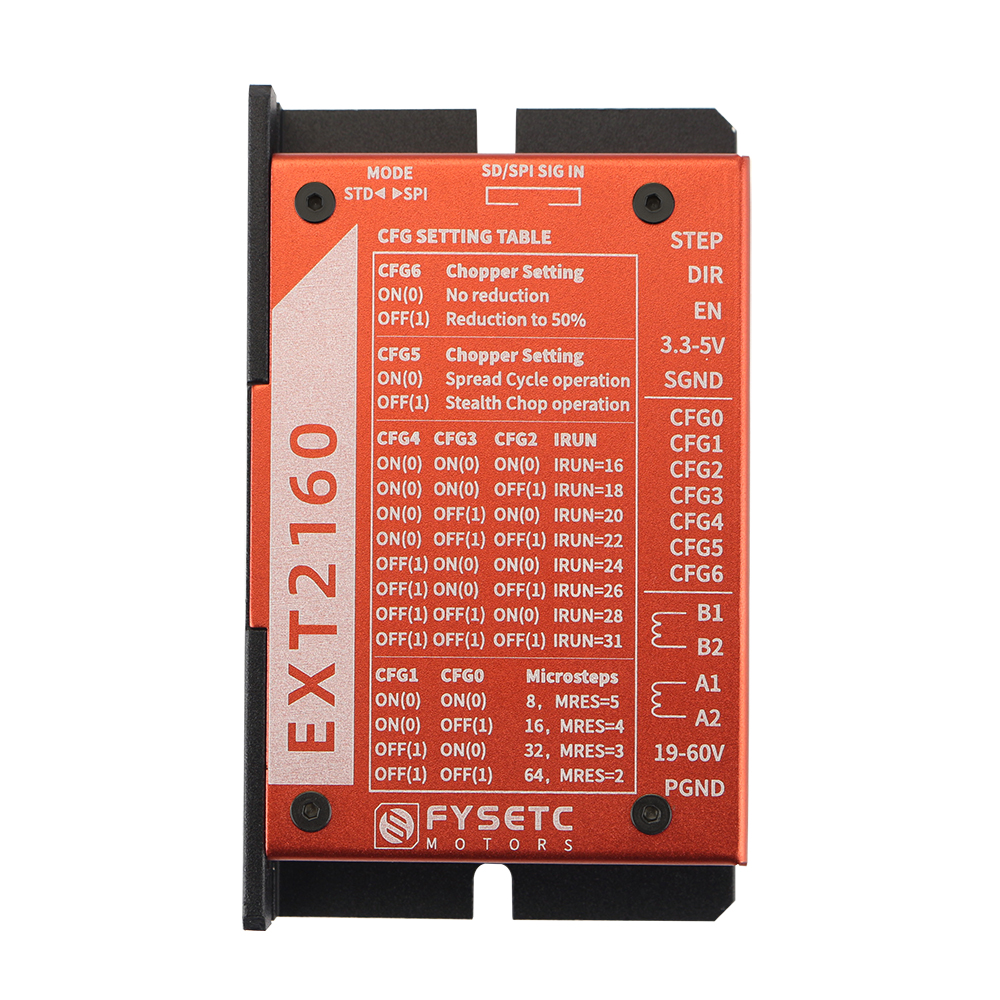 MODE
STD◄ ►SPI
SD/SPI SIG IN
EXT2160
CFG SETTING TABLE
CFG6 Chopper Setting
ON(0) No reduction
OFF(1) Reduction to 50%
CFG5 Chopper Setting
ON(0) Spread Cycle operation
OFF(1) Stealth Chop operation
CFG4 CFG3 CFG2 IRUN
ON(0) ON(0) ON(0) IRUN=16
ON(0) ON(0) OFF(1) IRUN=18
ON(0) OFF(1) ON(0) IRUN=20
ON(0) OFF(1) OFF(1) IRUN=22
OFF(1) ON(0) ON(0) IRUN=24
OFF(1) ON(0) OFF(1) IRUN=26
OFF(1) OFF(1) ON(0) IRUN=28
OFF(1) OFF(1) OFF(1) IRUN=31
CFG1 CFG0 Microsteps
ON(0) ON(0) 8, MRES=5
ON(0) OFF(1) 16, MRES=4
OFF(1) ON(0) 32, MRES=3
OFF(1) OFF(1) 64, MRES=2
FYSETC
MOTORS
STEP
DIR
EN
3.3-5V
SGND
CFG0
CFG1
CFG2
CFG3
CFG4
CFG5
CFG6
B1
B2
A1
A2
19-60V
PGND